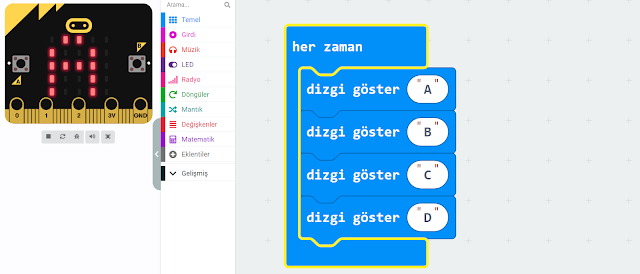 Arama...
Temel
Girdi
Müzik
LED
Radyo
Döngüler
Mantık
Değişkenler
Matematik
Eklentiler
Gelişmiş
A
B
0
1
2
3V
GND
her zaman
dizgi göster " A "
dizgi göster " B "
dizgi göster " C "
dizgi göster " D "